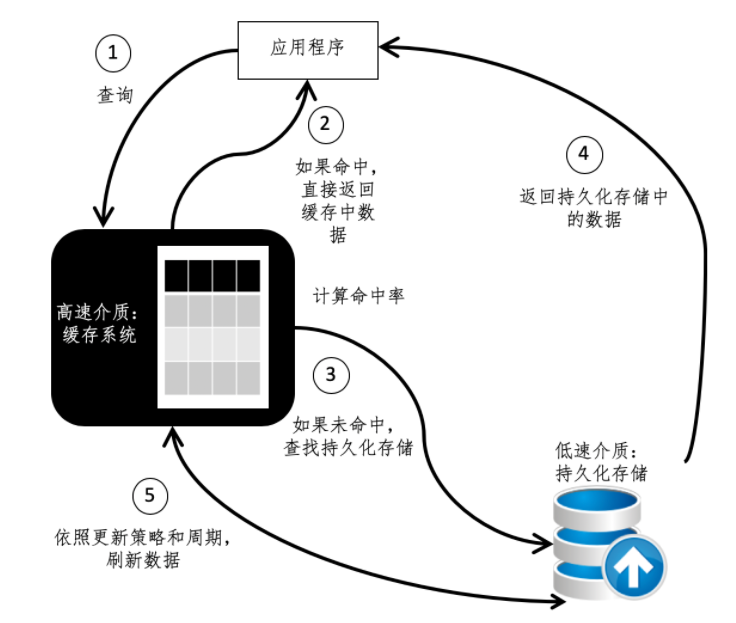 应用程序
1
查询
2
如果命中，
直接返回
缓存中数
据
4
返回持久化存储中
的数据
高速介质：
缓存系统
计算命中率
3
如果未命中，
查找持久化存储
低速介质：
持久化存储
5
依照更新策略和周期，
刷新数据